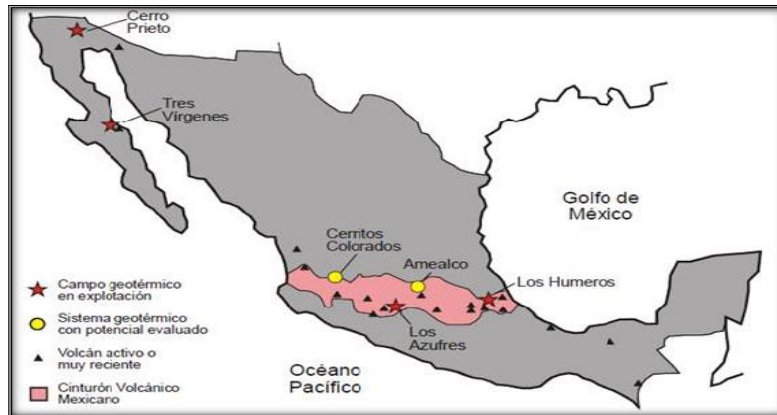 Cerro
Prieto
Tres
Vírgenes
Golfo de
México
Cerritos
Colorados
Amealco
Los Humeros
Los
Azufres
Océano
Pacífico
Campo geotérmico
en explotación
Sistema geotérmico
con potencial evaluado
Volcán activo o
muy reciente
Cinturón Volcánico
Mexicano